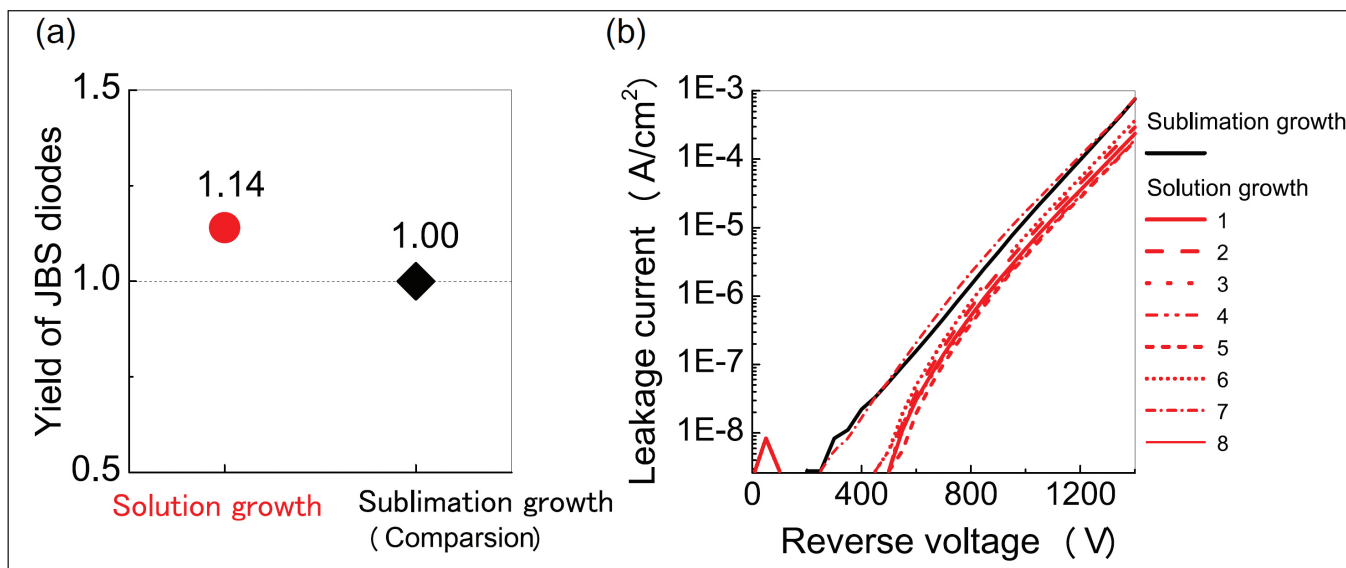 (a)
Yield of JBS diodes
1.5
1.0
0.5
1.14
1.00
Solution growth
Sublimation growth
( Comparsion)
(b)
Leakage current ( A/cm²)
1E-3
1E-4
1E-5
1E-6
1E-7
1E-8
0
400
800
1200
Reverse voltage ( V)
Sublimation growth
Solution growth
1
2
3
4
5
6
7
8